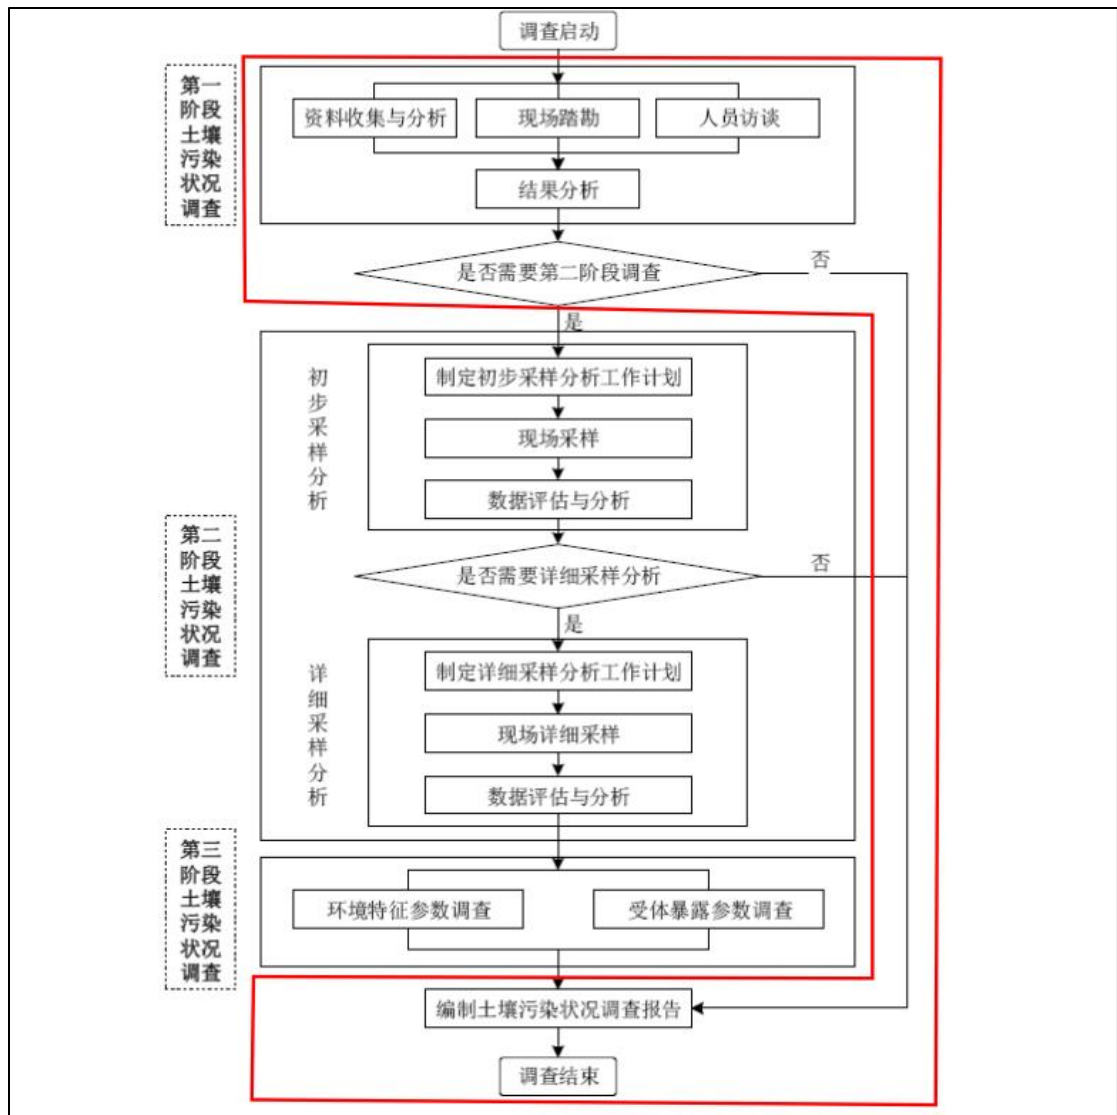 调查启动
第一
阶段
土壤
污染
状况
调查
资料收集与分析
现场踏勘
人员访谈
结果分析
是否需要第二阶段调查
否
是
初
步
采
样
分
析
制定初步采样分析工作计划
现场采样
数据评估与分析
第二
阶段
土壤
污染
状况
调查
是否需要详细采样分析
否
是
详
细
采
样
分
析
制定详细采样分析工作计划
现场详细采样
数据评估与分析
第三
阶段
土壤
污染
状况
调查
环境特征参数调查
受体暴露参数调查
编制土壤污染状况调查报告
调查结束